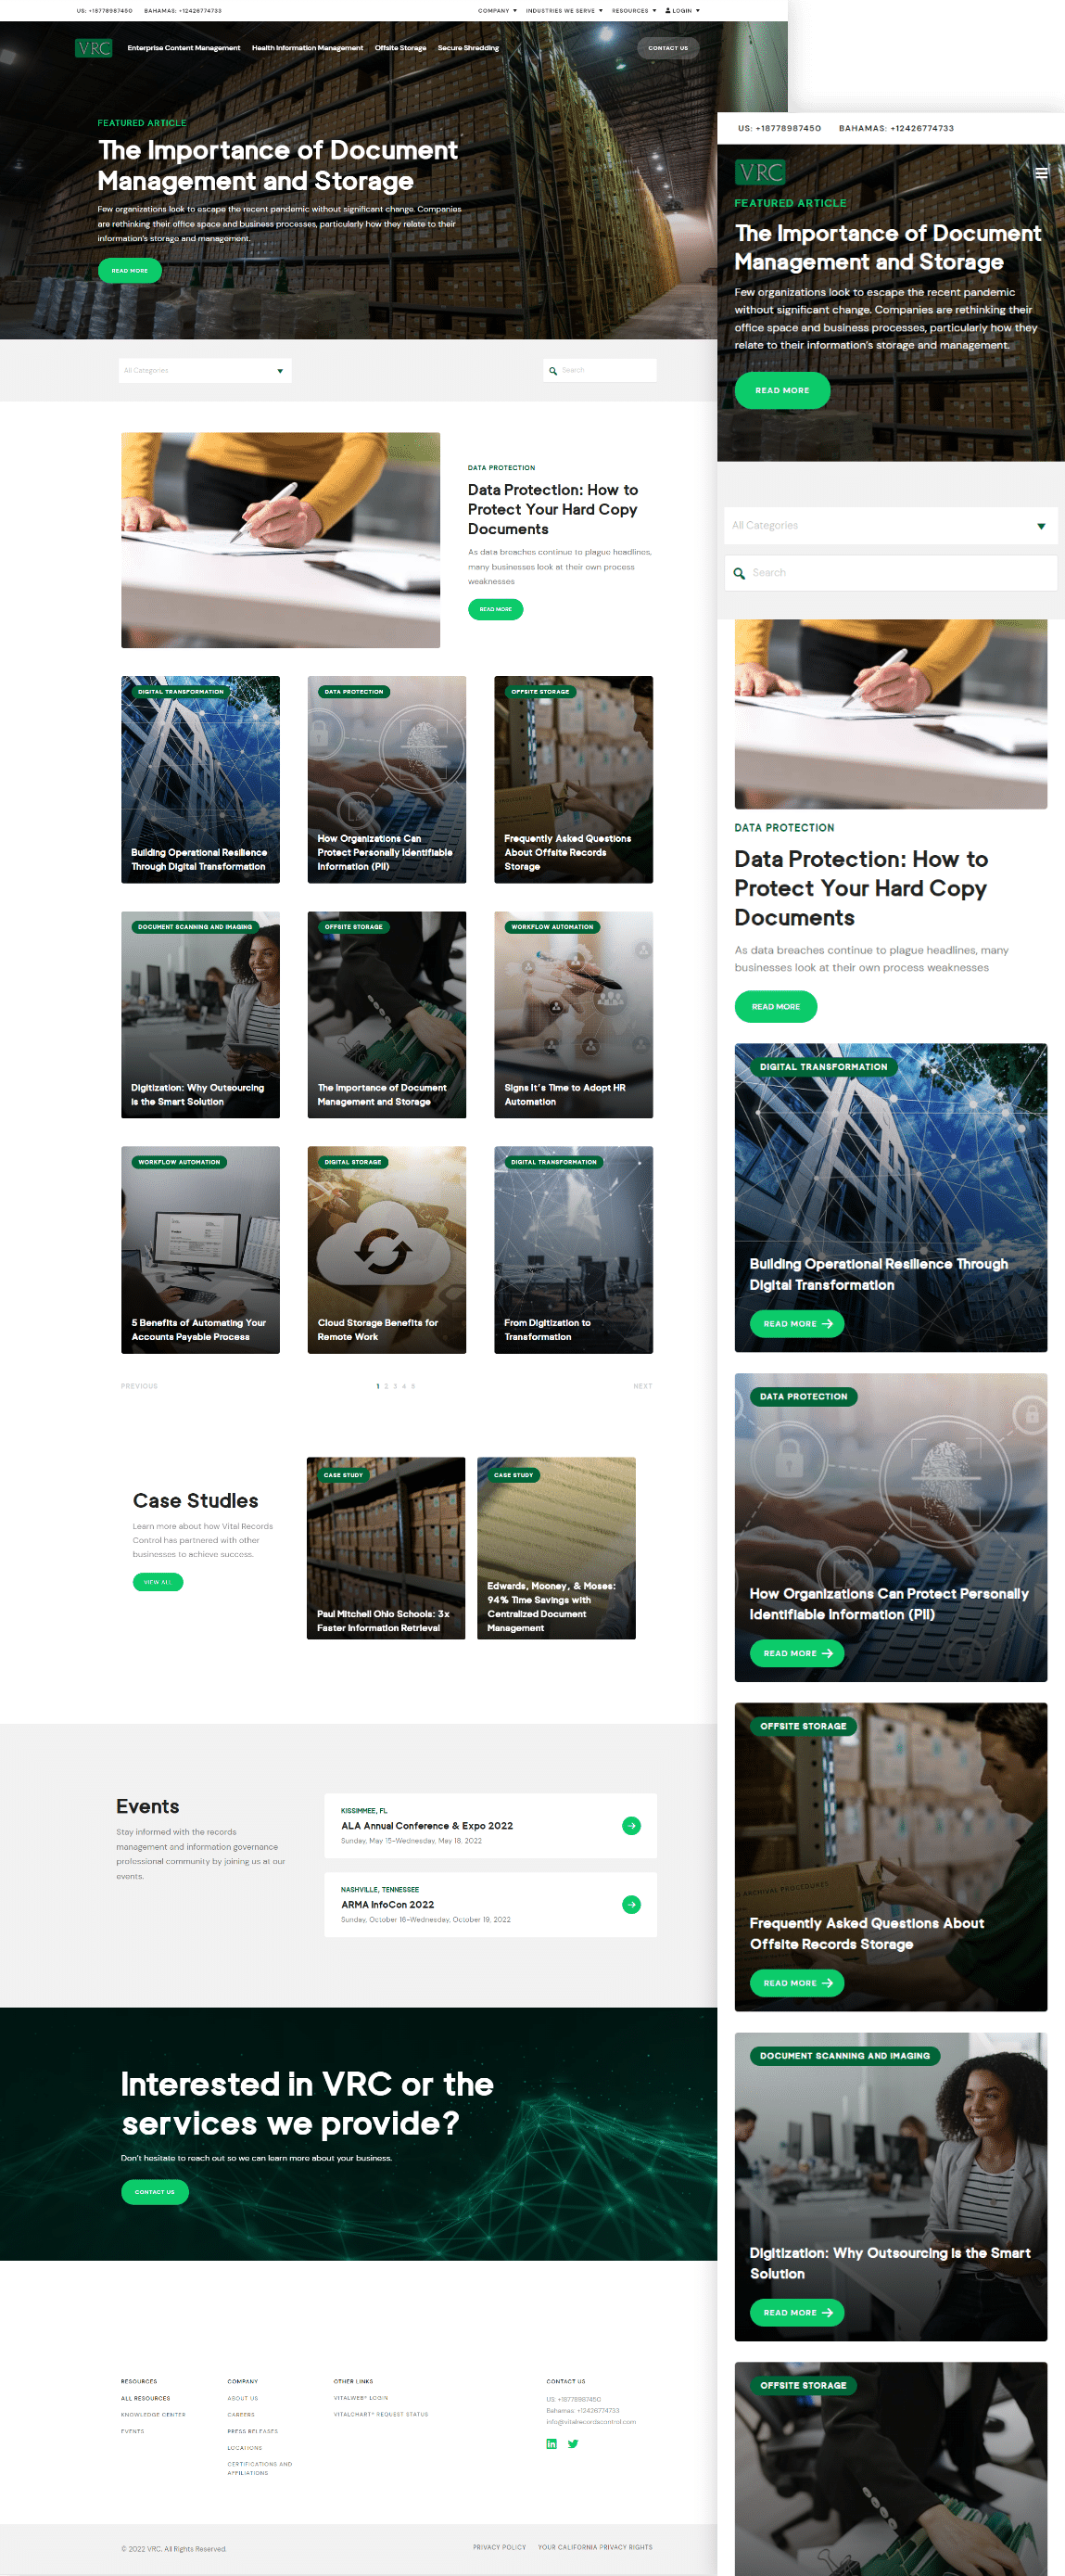 US: +18778987450 BAHAMAS: +12426774733 COMPANY INDUSTRIES WE SERVE RESOURCES LOGIN
VRC Enterprise Content Management Health Information Management Offsite Storage Secure Shredding CONTACT US
FEATURED ARTICLE
The Importance of Document
Management and Storage
Few organizations look to escape the recent pandemic without significant change. Companies
are rethinking their office space and business processes, particularly how they relate to their
information's storage and management.
READ MORE
All Categories
Search
DATA PROTECTION
Data Protection: How to
Protect Your Hard Copy
Documents
As data breaches continue to plague headlines,
many businesses look at their own process
weaknesses
READ MORE
DIGITAL TRANSFORMATION
Building Operational Resilience
Through Digital Transformation
DATA PROTECTION
How Organizations Can
Protect Personally Identifiable
Information (PII)
OFFSITE STORAGE
Frequently Asked Questions
About Offsite Records
Storage
DOCUMENT SCANNING AND IMAGING
Digitization: Why Outsourcing
is the Smart Solution
OFFSITE STORAGE
The Importance of Document
Management and Storage
WORKFLOW AUTOMATION
Signs It's Time to Adopt HR
Automation
WORKFLOW AUTOMATION
5 Benefits of Automating Your
Accounts Payable Process
DIGITAL STORAGE
Cloud Storage Benefits for
Remote Work
DIGITAL TRANSFORMATION
From Digitization to
Transformation
PREVIOUS 1 2 3 4 5 NEXT
Case Studies
Learn more about how Vital Records
Control has partnered with other
businesses to achieve success.
VIEW ALL
CASE STUDY
Paul Mitchell Ohio Schools: 3x
Faster Information Retrieval
CASE STUDY
Edwards, Mooney, & Moses:
94% Time Savings with
Centralized Document
Management
Events
Stay informed with the records
management and information governance
professional community by joining us at our
events.
KISSIMMEE, FL
ALA Annual Conference & Expo 2022
Sunday, May 15-Wednesday, May 18, 2022
NASHVILLE, TENNESSEE
ARMA InfoCon 2022
Sunday, October 16-Wednesday, October 19, 2022
Interested in VRC or the
services we provide?
Don't hesitate to reach out so we can learn more about your business.
CONTACT US
RESOURCES
ALL RESOURCES
KNOWLEDGE CENTER
EVENTS
COMPANY
ABOUT US
CAREERS
PRESS RELEASES
LOCATIONS
CERTIFICATIONS AND
AFFILIATIONS
OTHER LINKS
VITALWEB® LOGIN
VITALCHART® REQUEST STATUS
CONTACT US
US: +18778987450
Bahamas: +12426774733
info@vitalrecordscontrol.com
© 2022 VRC. All Rights Reserved.
PRIVACY POLICY YOUR CALIFORNIA PRIVACY RIGHTS
US: +18778987450 BAHAMAS: +12426774733
VRC
FEATURED ARTICLE
The Importance of Document
Management and Storage
Few organizations look to escape the recent pandemic
without significant change. Companies are rethinking their
office space and business processes, particularly how they
relate to their information's storage and management.
READ MORE
All Categories
Search
DATA PROTECTION
Data Protection: How to
Protect Your Hard Copy
Documents
As data breaches continue to plague headlines, many
businesses look at their own process weaknesses
READ MORE
DIGITAL TRANSFORMATION
Building Operational Resilience Through
Digital Transformation
READ MORE
DATA PROTECTION
How Organizations Can Protect Personally
Identifiable Information (PII)
READ MORE
OFFSITE STORAGE
ARCHIVAL PROCEDURES
VRC
Frequently Asked Questions About
Offsite Records Storage
READ MORE
DOCUMENT SCANNING AND IMAGING
Digitization: Why Outsourcing is the Smart
Solution
READ MORE
OFFSITE STORAGE